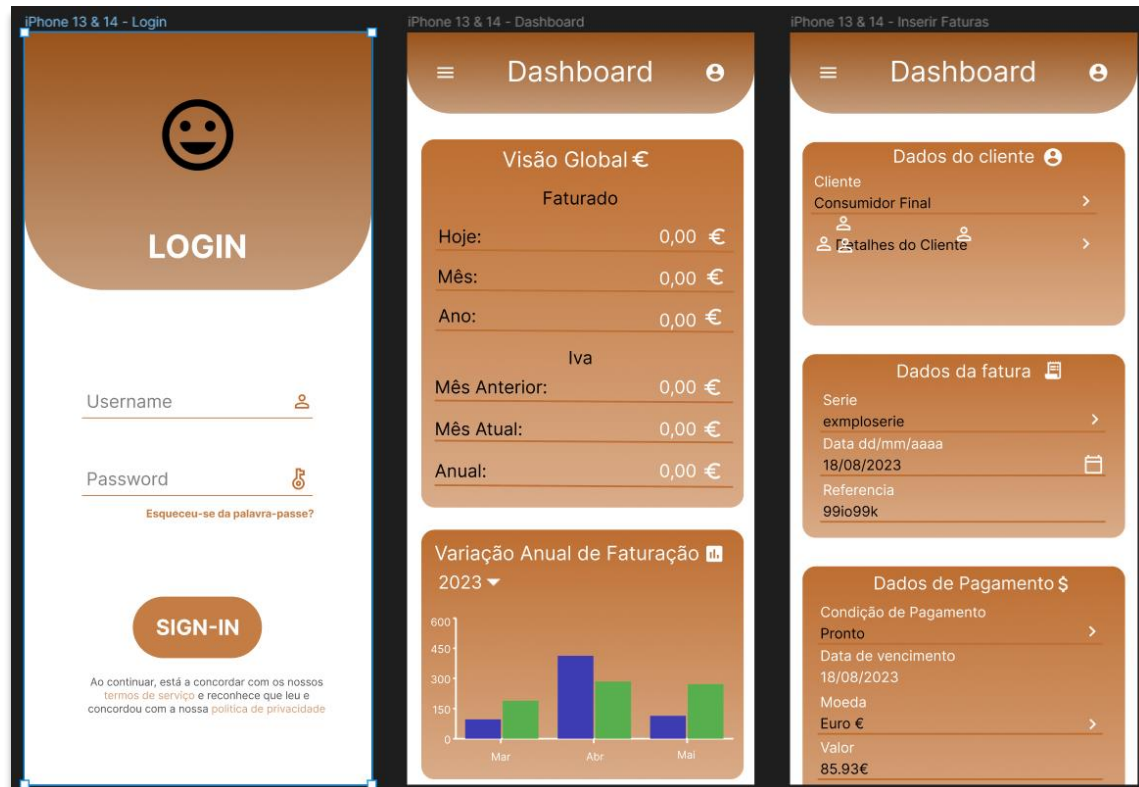 iPhone 13 & 14 - Login
LOGIN
Username
Password
Esqueceu-se da palavra-passe?
SIGN-IN
Ao continuar, está a concordar com os nossos
termos de serviço e reconhece que leu e
concordou com a nossa politica de privacidade
iPhone 13 & 14 - Dashboard
Dashboard
Visão Global €
Faturado
Hoje: 0,00 €
Mês: 0,00 €
Ano: 0,00 €
Iva
Mês Anterior: 0,00 €
Mês Atual: 0,00 €
Anual: 0,00 €
Variação Anual de Faturação
2023
600
450
300
150
0
Mar Abr Mai
iPhone 13 & 14 - Inserir Faturas
Dashboard
Dados do cliente
Cliente
Consumidor Final
Detalhes do Cliente
Dados da fatura
Serie
exmploserie
Data dd/mm/aaaa
18/08/2023
Referencia
99io99k
Dados de Pagamento $
Condição de Pagamento
Pronto
Data de vencimento
18/08/2023
Moeda
Euro €
Valor
85.93€